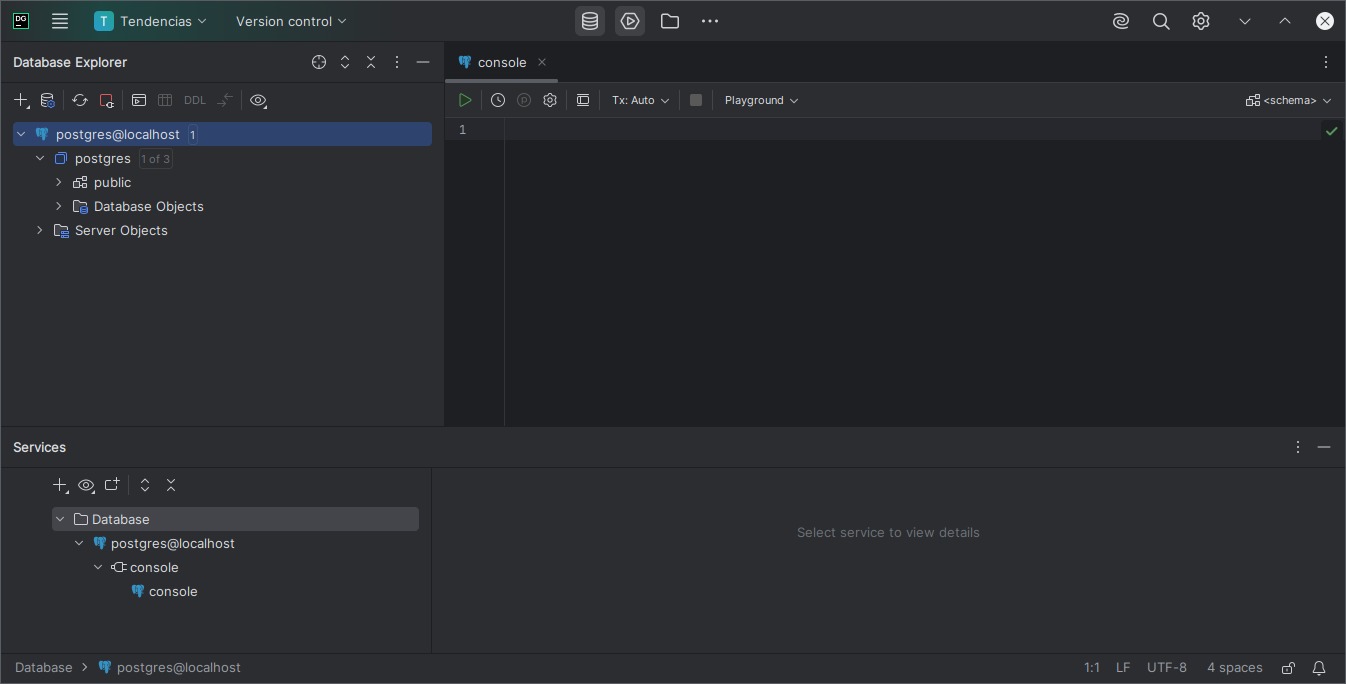 DG
T Tendencias Version control
Database Explorer
console
DDL
Tx: Auto Playground <schema>
postgres@localhost 1
1
postgres 1 of 3
public
Database Objects
Server Objects
Services
Database
Select service to view details
postgres@localhost
console
console
Database postgres@localhost 1:1 LF UTF-8 4 spaces